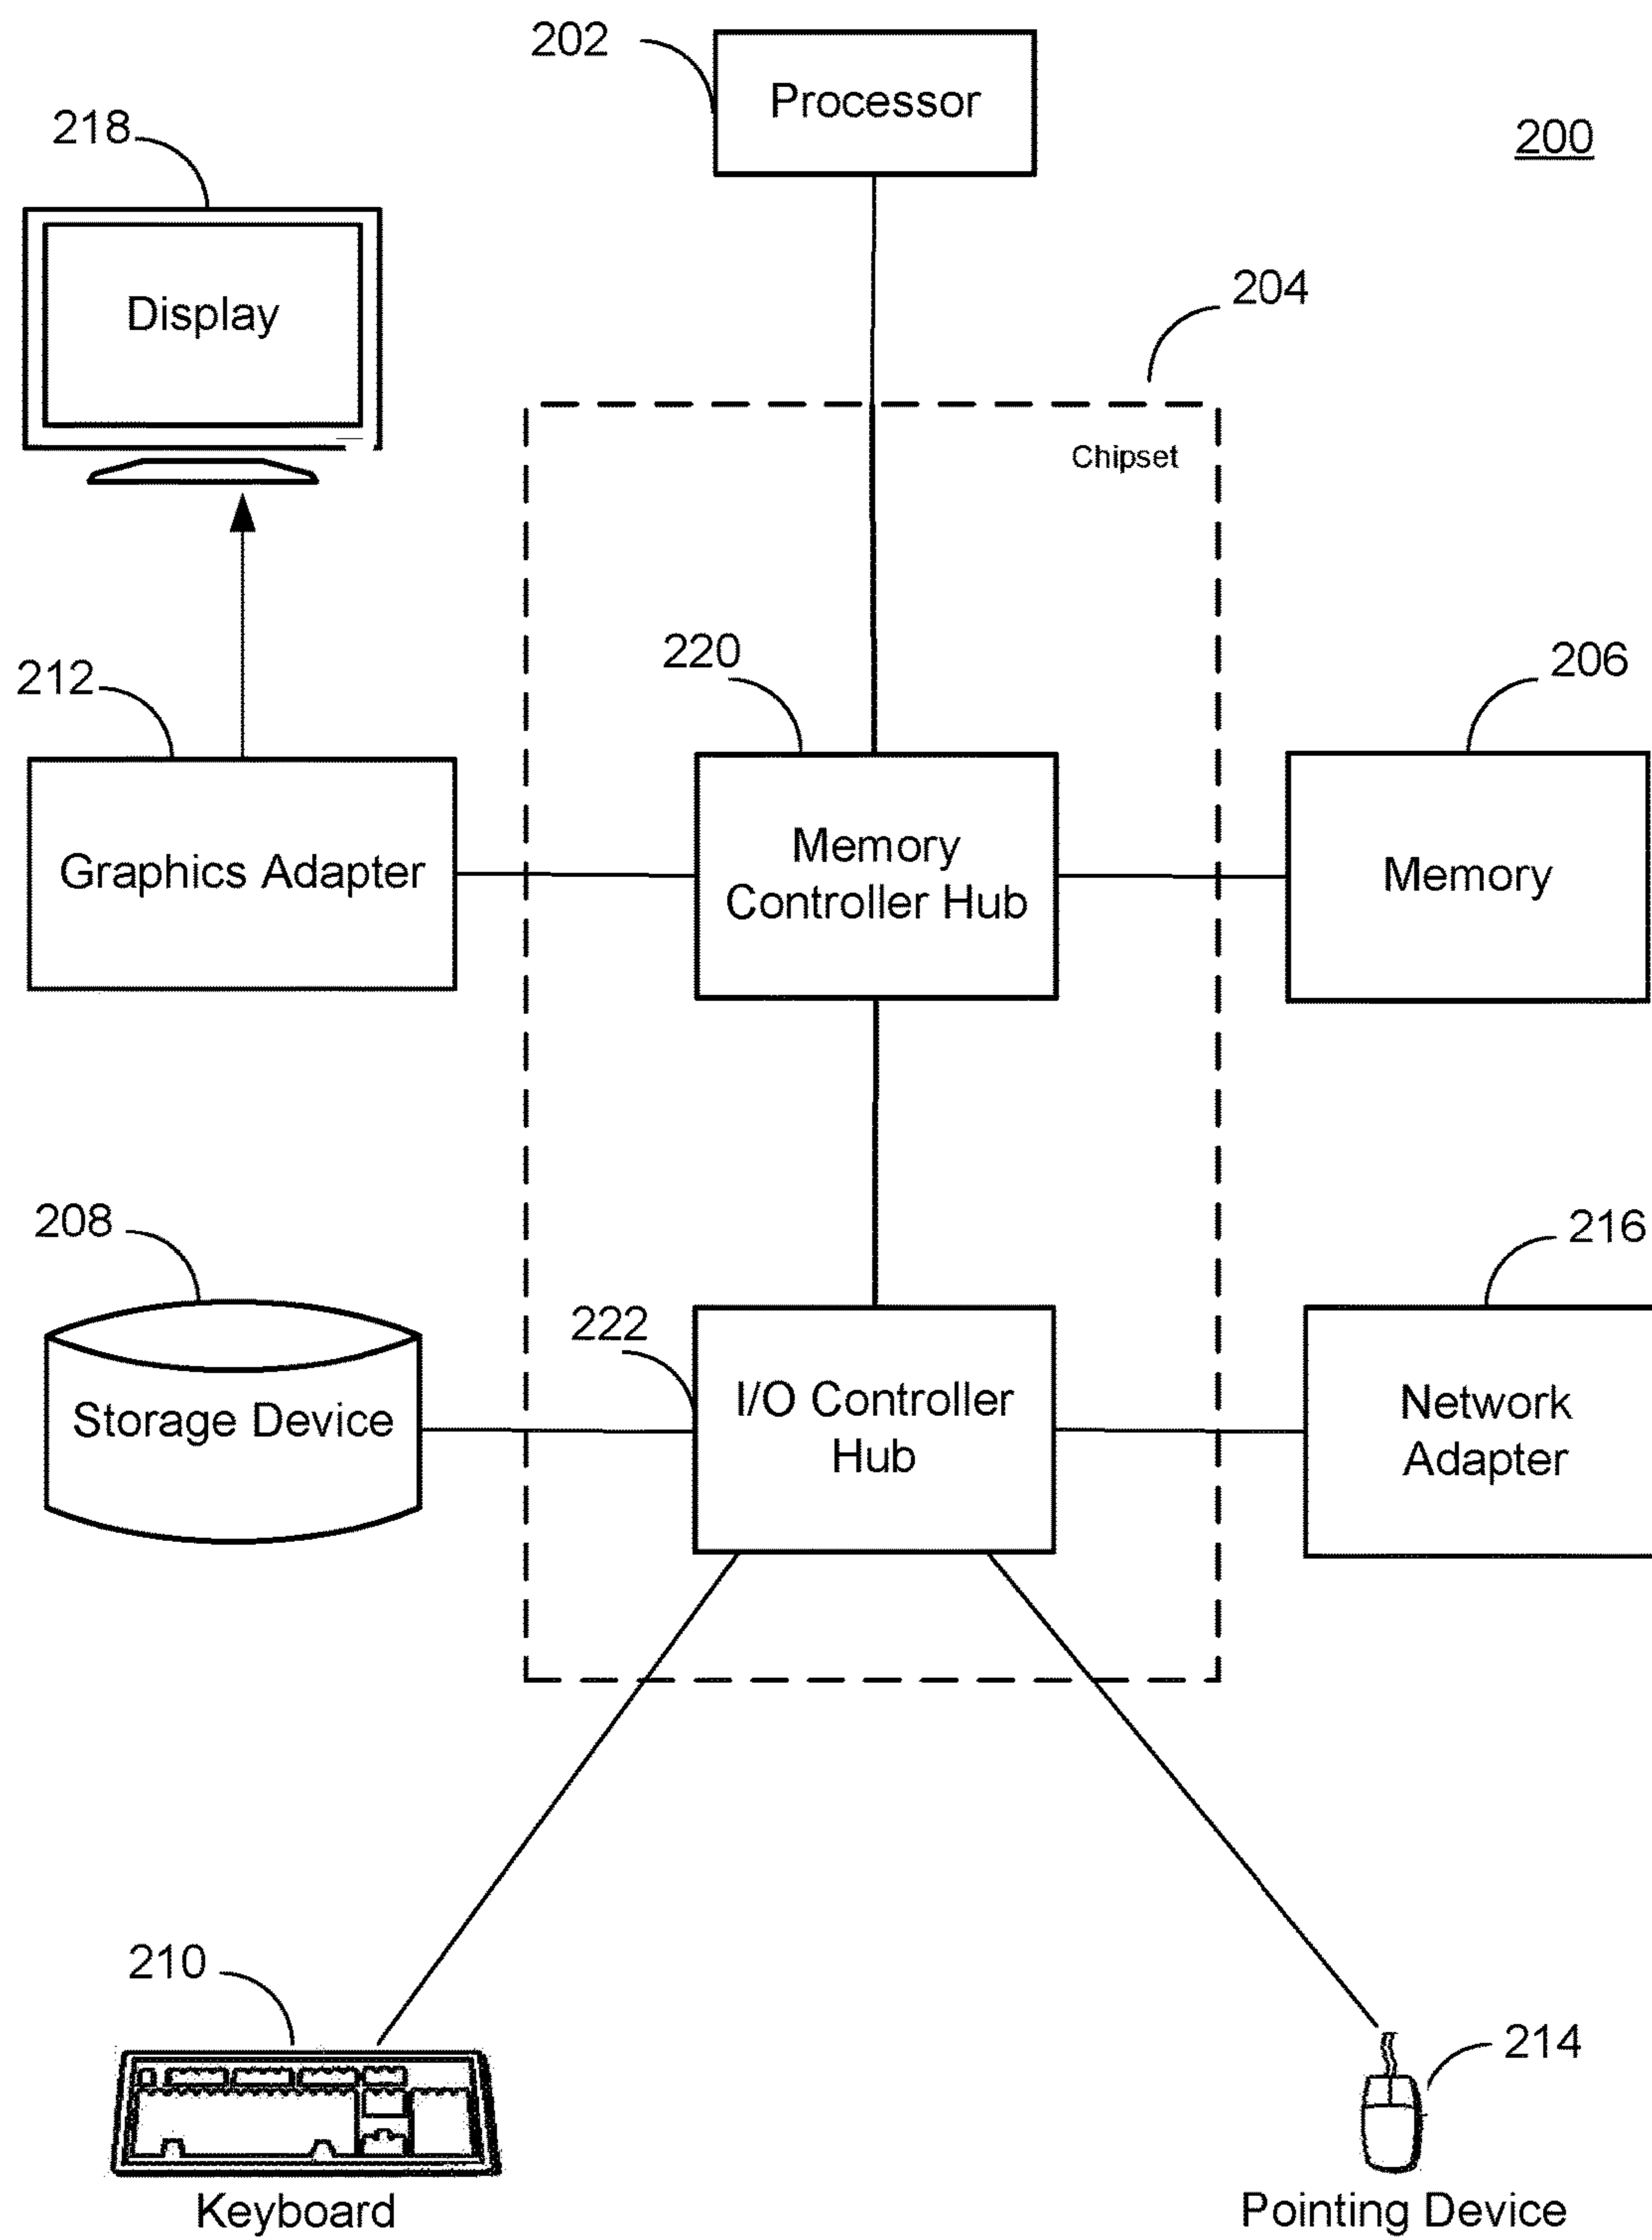 202
Processor
200
218
Display
204
Chipset
212
Graphics Adapter
220
Memory
Controller Hub
206
Memory
208
Storage Device
222
I/O Controller
Hub
216
Network
Adapter
210
Keyboard
214
Pointing Device